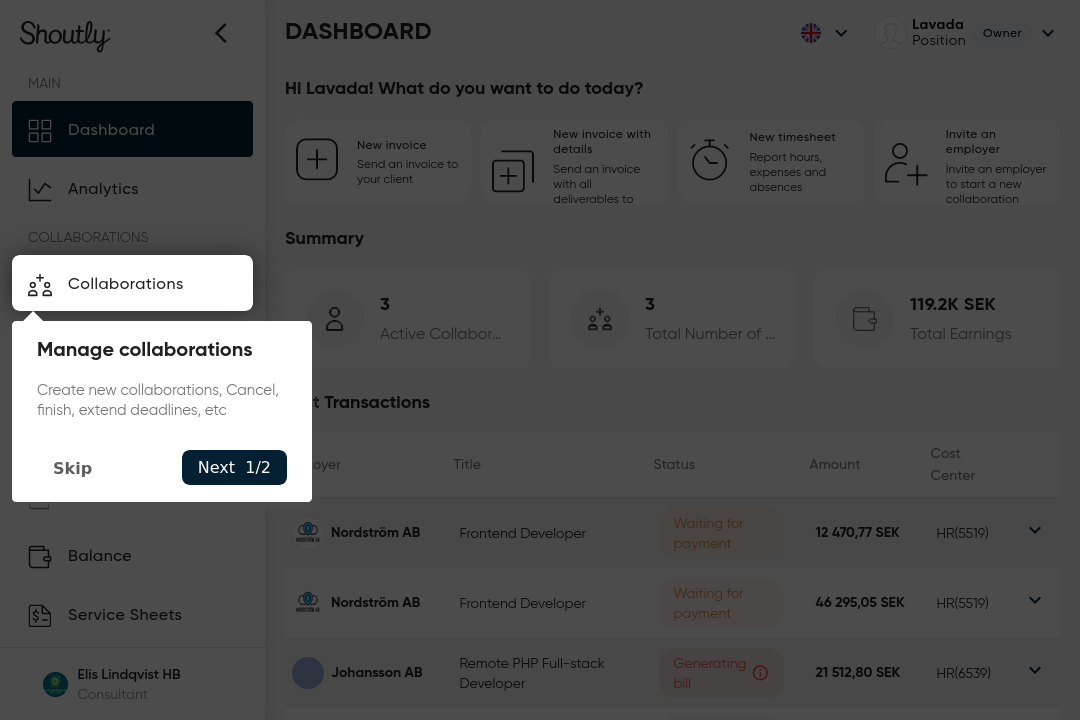 Shoutly
MAIN
Dashboard
Analytics
COLLABORATIONS
Collaborations
Manage collaborations
Create new collaborations, Cancel,
finish, extend deadlines, etc
Skip
Next 1/2
Balance
Service Sheets
Elis Lindqvist HB
Consultant
DASHBOARD
Lavada
Position
Owner
Hi Lavada! What do you want to do today?
New invoice
Send an invoice to
your client
New invoice with
details
Send an invoice
with all
deliverables to
New timesheet
Report hours,
expenses and
absences
Invite an
employer
Invite an employer
to start a new
collaboration
Summary
3
Active Collabor...
3
Total Number of ...
119.2K SEK
Total Earnings
Transactions
Title
Status
Amount
Cost
Center
Nordström AB
Frontend Developer
Waiting for
payment
12 470,77 SEK
HR(5519)
Nordström AB
Frontend Developer
Waiting for
payment
46 295,05 SEK
HR(5519)
Johansson AB
Remote PHP Full-stack
Developer
Generating
bill
21 512,80 SEK
HR(6539)